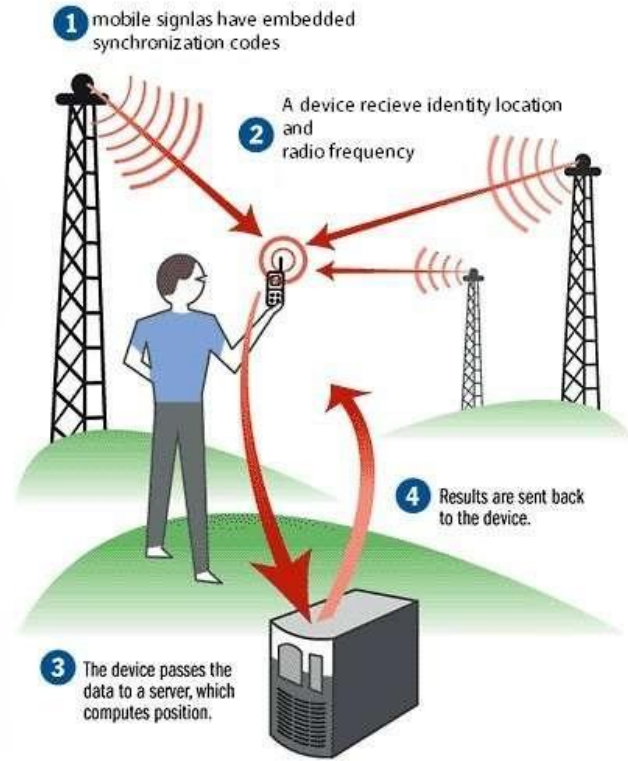 1 mobile signlas have embedded
synchronization codes
A device recieve identity location
2 and
radio frequency
4 Results are sent back
to the device.
3 The device passes the
data to a server, which
computes position.